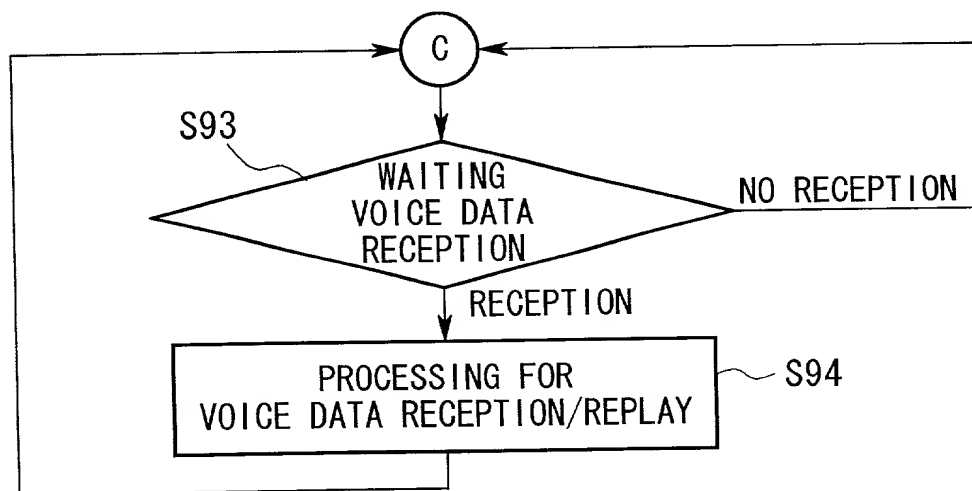 C
S93
WAITING
VOICE DATA
RECEPTION
NO RECEPTION
RECEPTION
PROCESSING FOR
VOICE DATA RECEPTION/REPLAY
S94